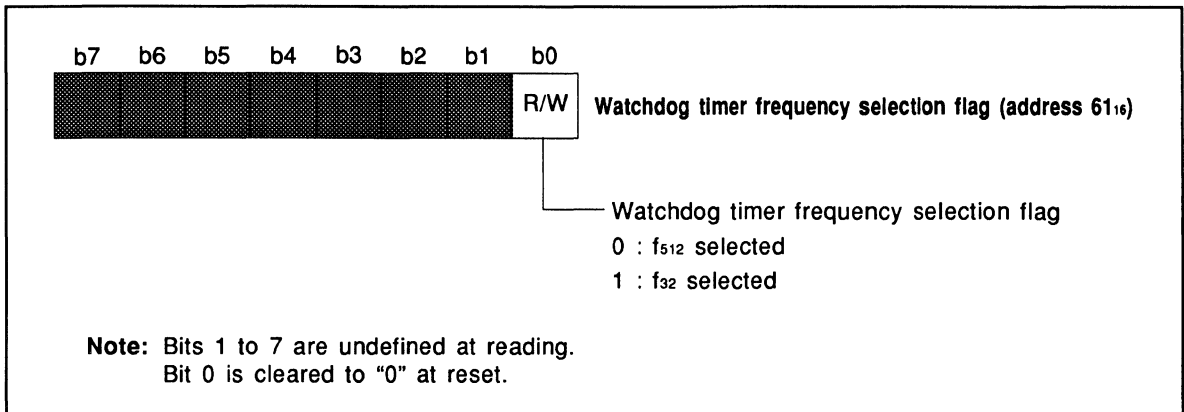 b7 b6 b5 b4 b3 b2 b1 b0
R/W Watchdog timer frequency selection flag (address 61₁₆)
Watchdog timer frequency selection flag
0 : f₅₁₂ selected
1 : f₃₂ selected
Note: Bits 1 to 7 are undefined at reading.
Bit 0 is cleared to “0” at reset.